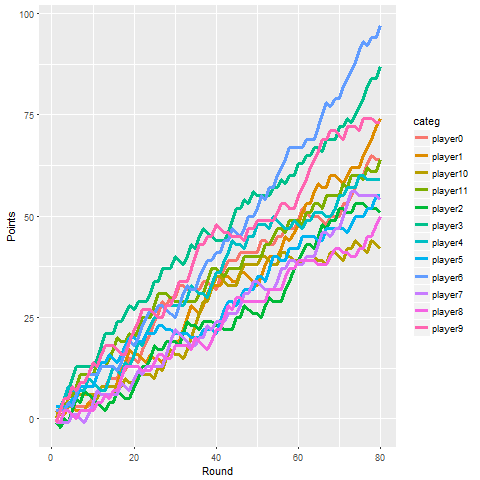 100
75
50
25
0
Points
0
20
40
60
80
Round
categ
player0
player1
player10
player11
player2
player3
player4
player5
player6
player7
player8
player9